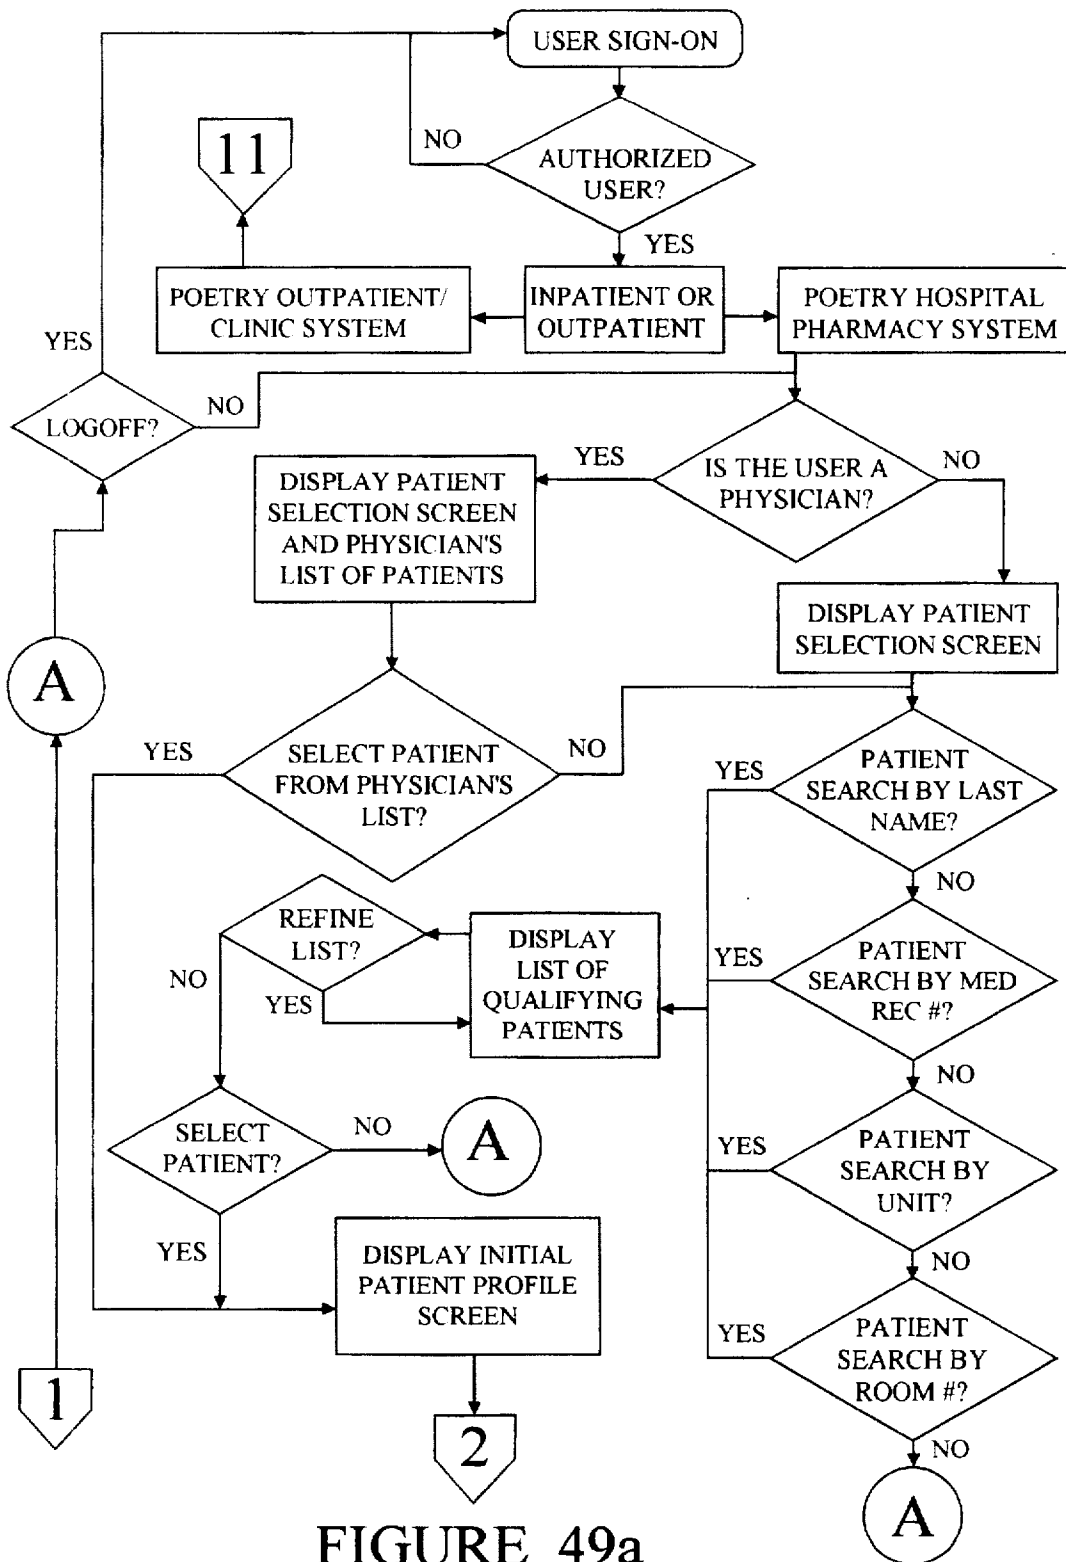 USER SIGN-ON
NO
AUTHORIZED
USER?
11
YES
POETRY OUTPATIENT/
CLINIC SYSTEM
INPATIENT OR
OUTPATIENT
POETRY HOSPITAL
PHARMACY SYSTEM
YES
LOGOFF?
NO
YES
IS THE USER A
PHYSICIAN?
NO
DISPLAY PATIENT
SELECTION SCREEN
AND PHYSICIAN'S
LIST OF PATIENTS
DISPLAY PATIENT
SELECTION SCREEN
A
YES
SELECT PATIENT
FROM PHYSICIAN'S
LIST?
NO
YES
PATIENT
SEARCH BY LAST
NAME?
NO
REFINE
LIST?
NO
YES
DISPLAY
LIST OF
QUALIFYING
PATIENTS
YES
PATIENT
SEARCH BY MED
REC #?
NO
SELECT
PATIENT?
NO
A
YES
PATIENT
SEARCH BY
UNIT?
NO
YES
DISPLAY INITIAL
PATIENT PROFILE
SCREEN
YES
PATIENT
SEARCH BY
ROOM #?
NO
1
2
A
FIGURE 49a